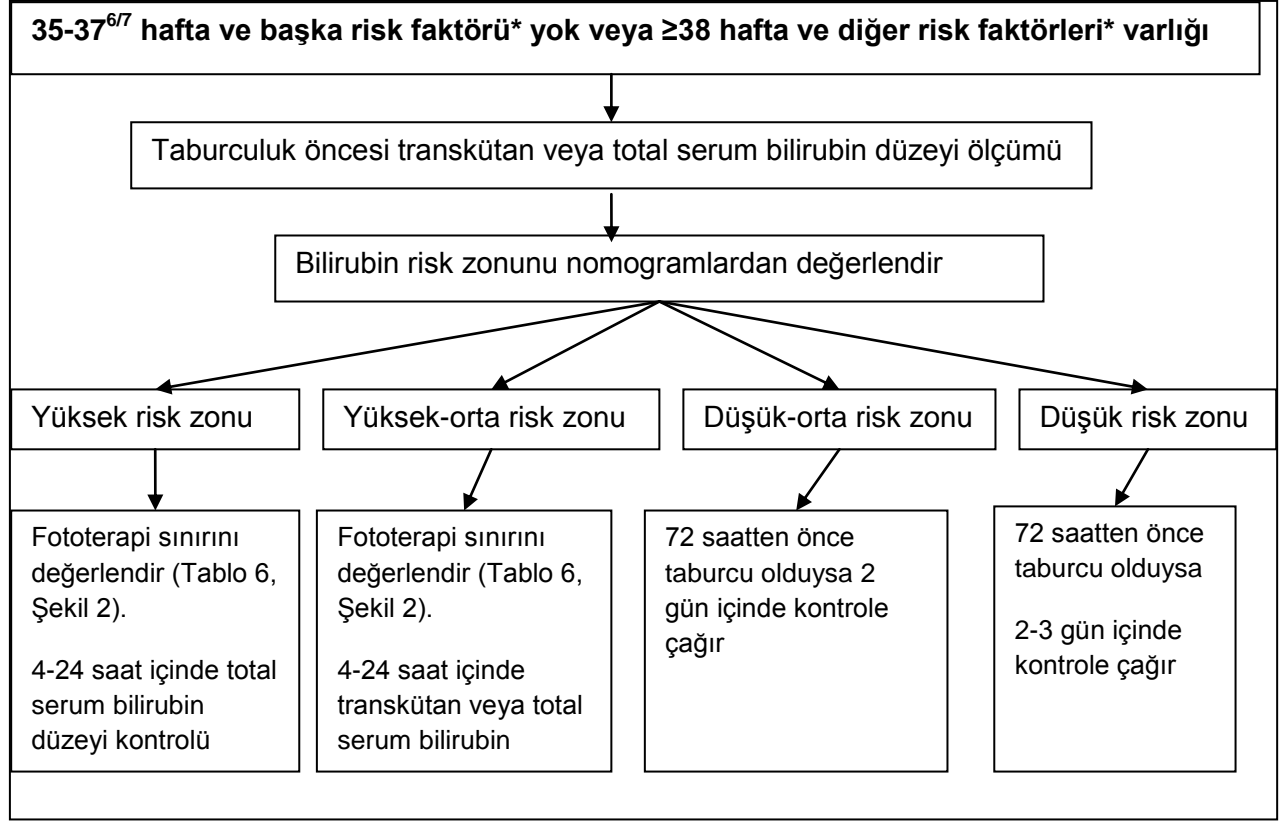 35-37⁶ᐟ⁷ hafta ve başka risk faktörü* yok veya ≥38 hafta ve diğer risk faktörleri* varlığı
Taburculuk öncesi transkütan veya total serum bilirubin düzeyi ölçümü
Bilirubin risk zonunu nomogramlardan değerlendir
Yüksek risk zonu
Yüksek-orta risk zonu
Düşük-orta risk zonu
Düşük risk zonu
Fototerapi sınırını
değerlendir (Tablo 6,
Şekil 2).
4-24 saat içinde total
serum bilirubin
düzeyi kontrolü
Fototerapi sınırını
değerlendir (Tablo 6,
Şekil 2).
4-24 saat içinde
transkütan veya total
serum bilirubin
72 saatten önce
taburcu olduysa 2
gün içinde kontrole
çağır
72 saatten önce
taburcu olduysa
2-3 gün içinde
kontrole çağır